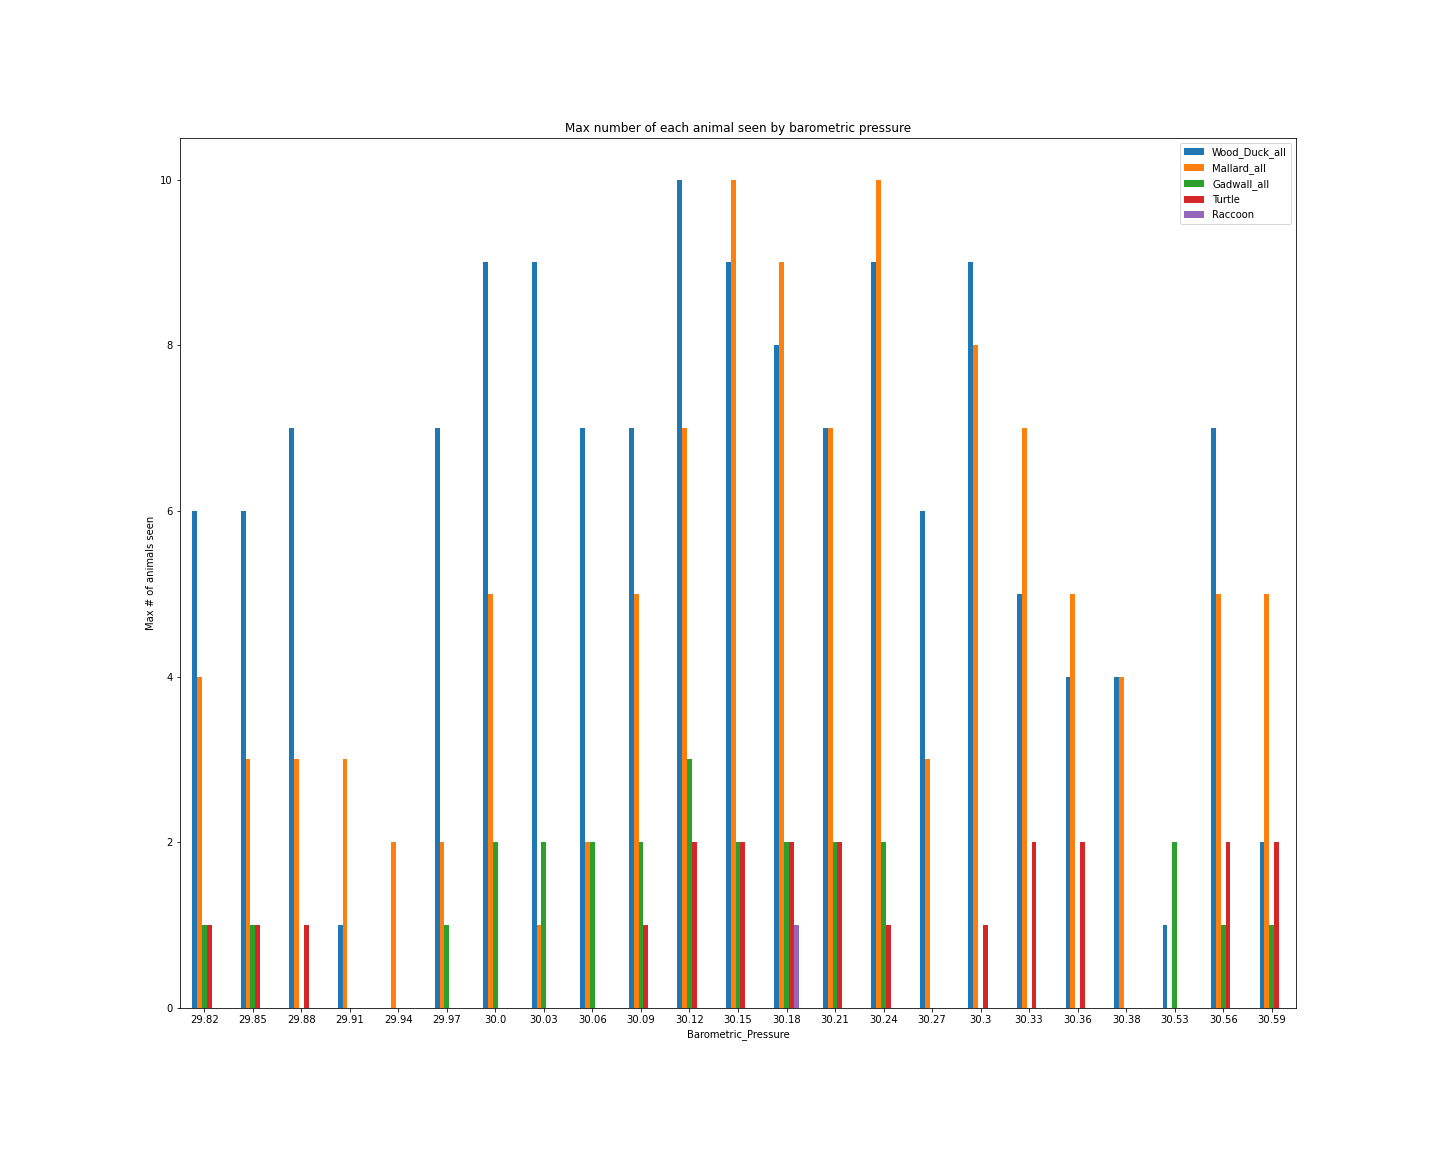 Max number of each animal seen by barometric pressure
Wood_Duck_all
Mallard_all
Gadwall_all
Turtle
Raccoon
10
8
6
4
2
0
Max # of animals seen
29.82 29.85 29.88 29.91 29.94 29.97 30.0 30.03 30.06 30.09 30.12 30.15 30.18 30.21 30.24 30.27 30.3 30.33 30.36 30.38 30.53 30.56 30.59
Barometric_Pressure